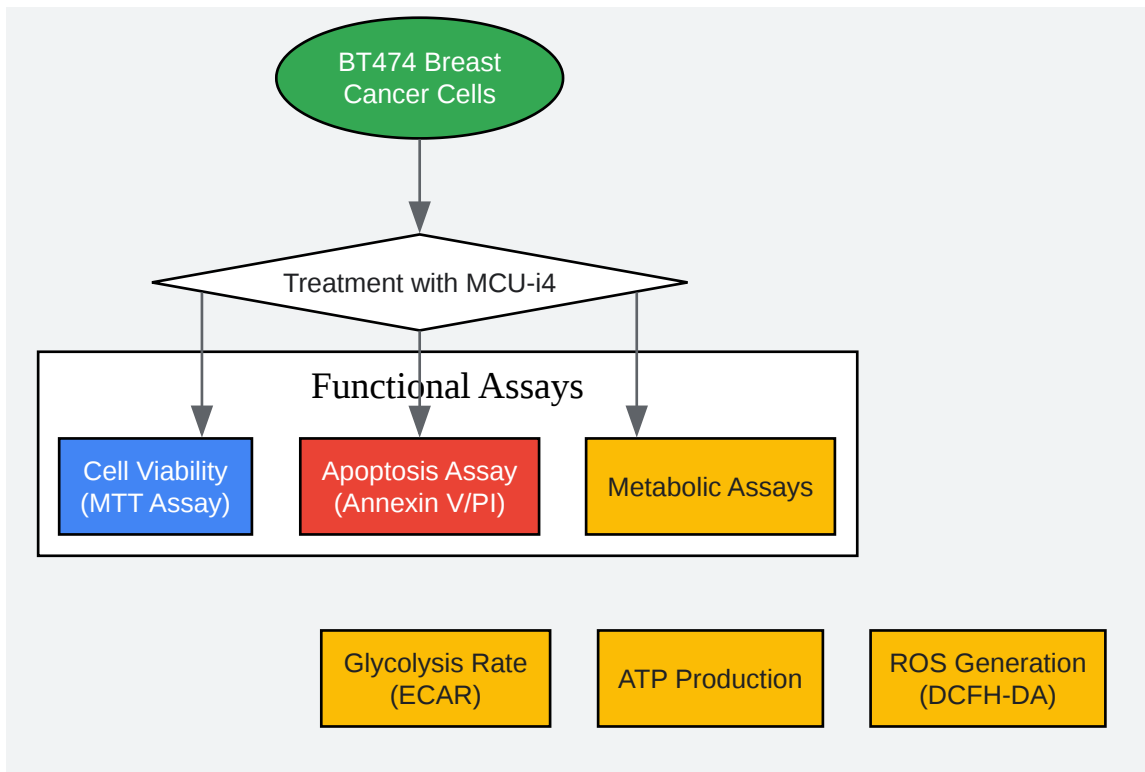 BT474 Breast
Cancer Cells
Treatment with MCU-i4
Functional Assays
Cell Viability
(MTT Assay)
Apoptosis Assay
(Annexin V/PI)
Metabolic Assays
Glycolysis Rate
(ECAR)
ATP Production
ROS Generation
(DCFH-DA)